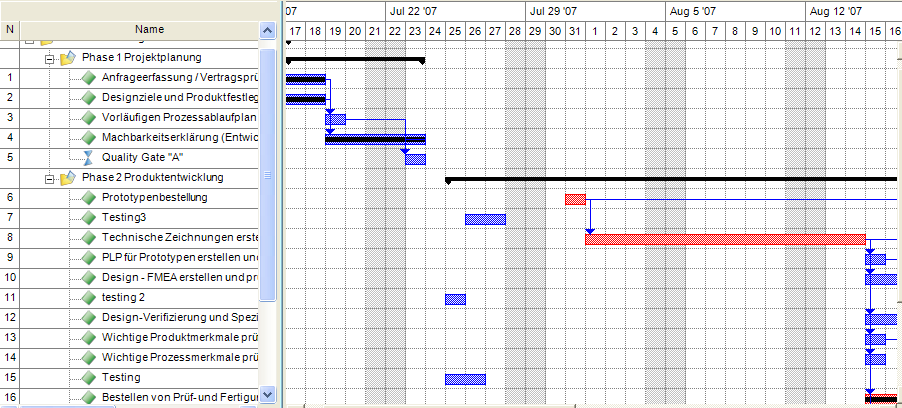 07 Jul 22 '07 Jul 29 '07 Aug 5 '07 Aug 12 '07
N Name 17 18 19 20 21 22 23 24 25 26 27 28 29 30 31 1 2 3 4 5 6 7 8 9 10 11 12 13 14 15 16
Phase 1 Projektplanung
1 Anfrageerfassung / Vertragsprü
2 Designziele und Produktfestleg
3 Vorläufigen Prozessablaufplan
4 Machbarkeitserklärung (Entwic
5 Quality Gate "A"
Phase 2 Produktentwicklung
6 Prototypenbestellung
7 Testing3
8 Technische Zeichnungen erste
9 PLP für Prototypen erstellen un
10 Design - FMEA erstellen und pr
11 testing 2
12 Design-Verifizierung und Spezi
13 Wichtige Produktmerkmale prü
14 Wichtige Prozessmerkmale prü
15 Testing
16 Bestellen von Prüf-und Fertigu